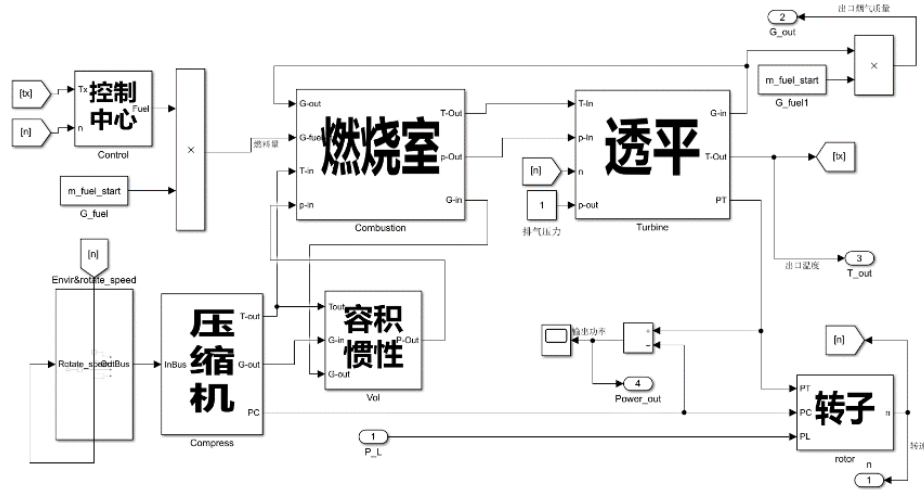 出口烟气质量
2
G_out
[tx]
Tx
控制
中心
Fuel
[n]
n
Control
m_fuel_start
G_fuel
×
燃料量
G-out
G-fuel
T-in
p-in
燃烧室
T-Out
p-Out
G-in
Combustion
T-In
p-In
n
p-out
透平
G-in
T-Out
PT
Turbine
[n]
1
排气压力
m_fuel_start
G_fuel1
×
[tx]
出口温度
3
T_out
[n]
Envir&rotate_speed
InBus
压
缩
机
T-out
G-out
PC
Compress
Tout
G-in
G-out
容积
惯性
P-Out
Vol
输出功率
+
−
4
Power_out
1
P_L
[n]
PT
PC
PL
转子
n
rotor
n
1